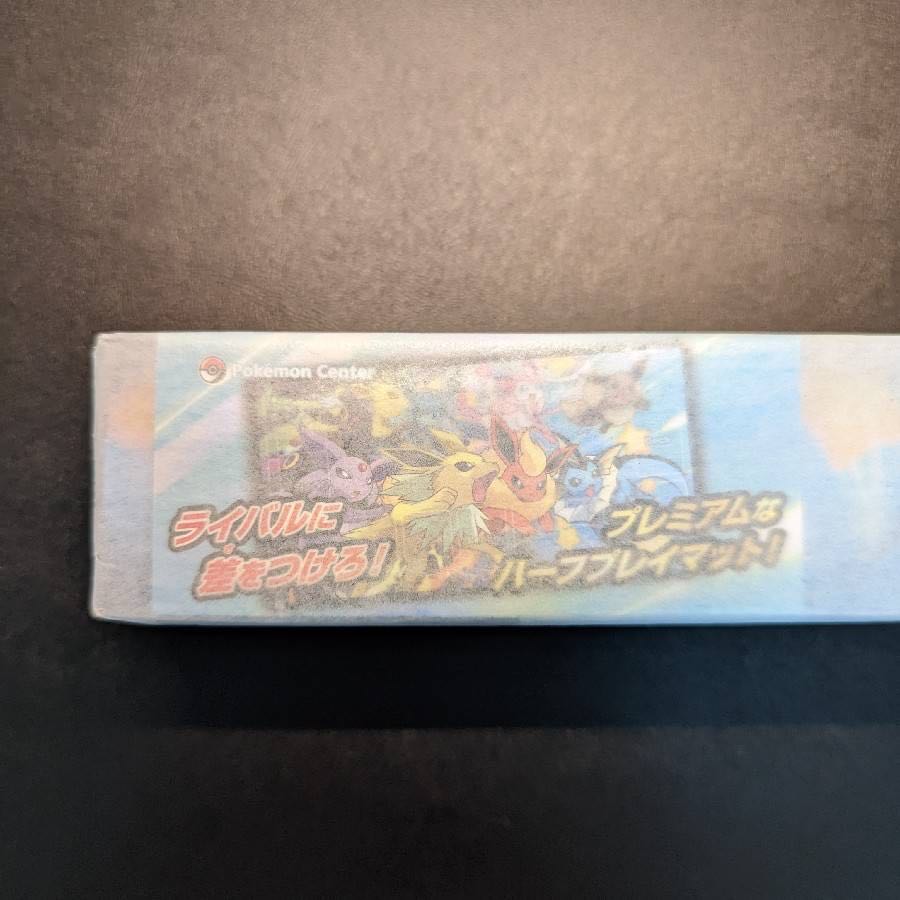 Pokémon Center
ライバルに
差をつけろ!
プレミアムな
ハーフプレイマット!